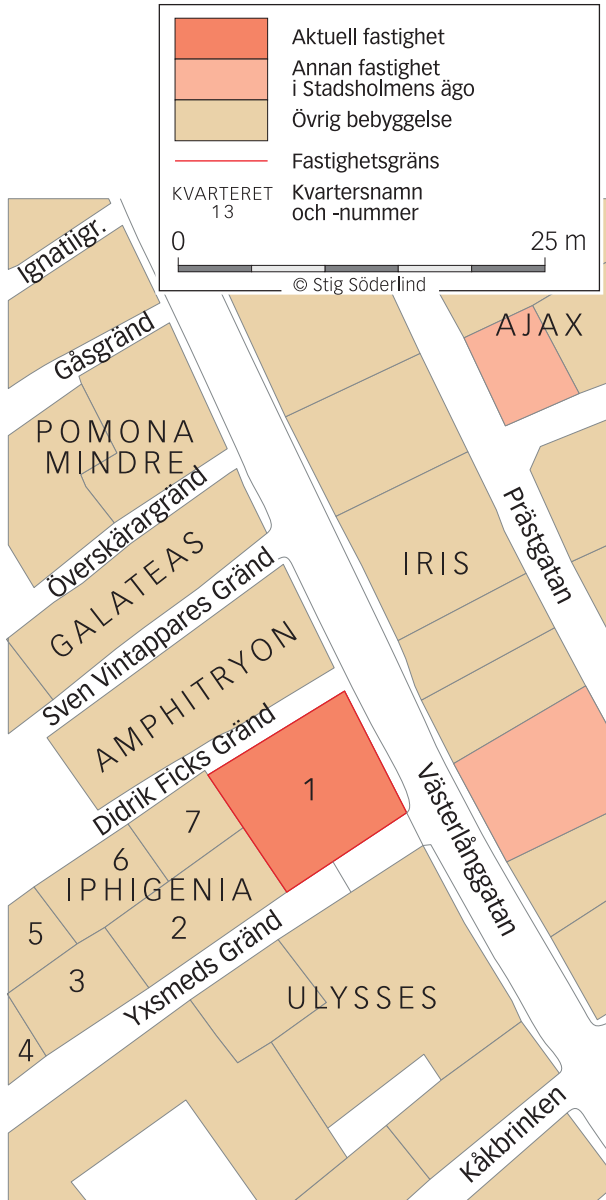 Aktuell fastighet
Annan fastighet
i Stadsholmens ägo
Övrig bebyggelse
Fastighetsgräns
KVARTERET
13
Kvartersnamn
och -nummer
0
25 m
© Stig Söderlind
Ignatiigr.
Gåsgränd
AJAX
POMONA
MINDRE
Överskärargränd
Prästgatan
GALATEAS
IRIS
Sven Vintappares Gränd
AMPHITRYON
Didrik Ficks Gränd
1
Västerlånggatan
7
6
IPHIGENIA
5
2
3
Yxsmeds Gränd
ULYSSES
4
Kåkbrinken